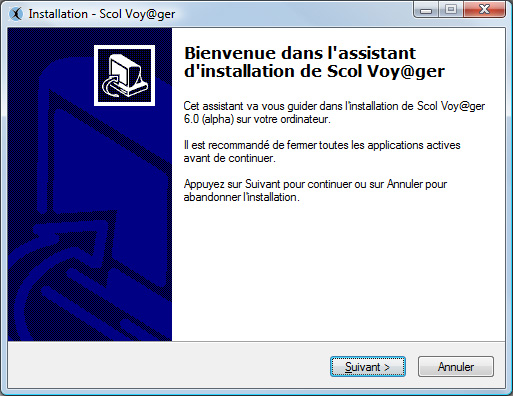 Installation - Scol Voy@ger
Bienvenue dans l'assistant
d'installation de Scol Voy@ger
Cet assistant va vous guider dans l'installation de Scol Voy@ger
6.0 (alpha) sur votre ordinateur.
Il est recommandé de fermer toutes les applications actives
avant de continuer.
Appuyez sur Suivant pour continuer ou sur Annuler pour
abandonner l'installation.
Suivant >
Annuler